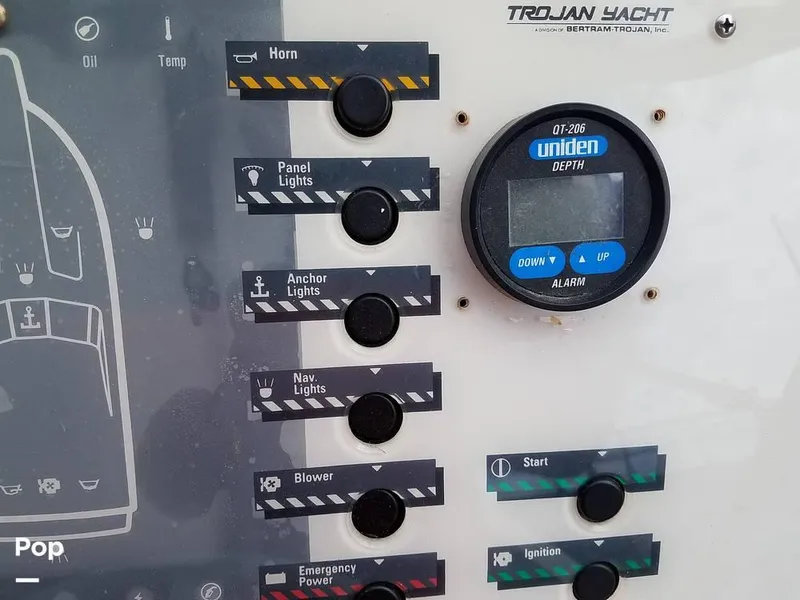 TROJAN YACHT
A DIVISION OF BERTRAM-TROJAN, Inc.
Oil
Temp
Horn
QT-206
uniden
DEPTH
DOWN ▼
▲ UP
ALARM
Panel
Lights
Anchor
Lights
Nav.
Lights
Blower
Start
Emergency
Power
Ignition
Pop